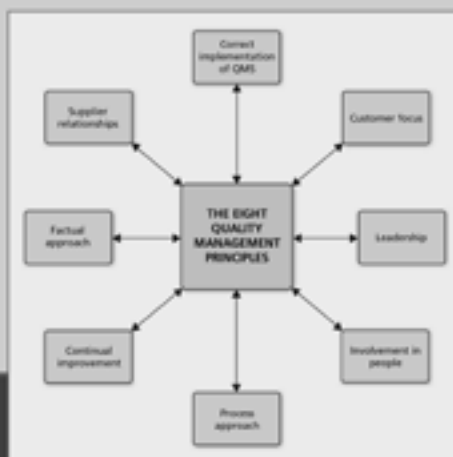 Correct
implementation
of QMS
Customer focus
Leadership
Involvement in
people
Process
approach
Continual
improvement
Factual
approach
Supplier
relationships
THE EIGHT
QUALITY
MANAGEMENT
PRINCIPLES